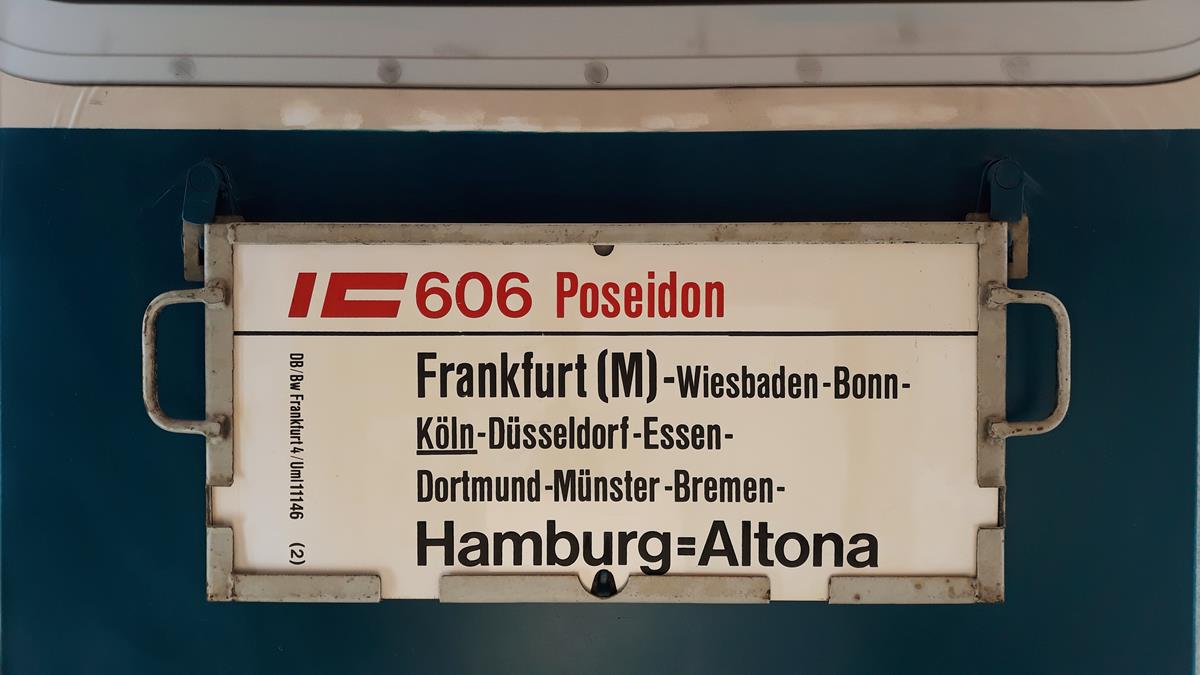 IC 606 Poseidon
Frankfurt (M)-Wiesbaden-Bonn-
Köln-Düsseldorf-Essen-
Dortmund-Münster-Bremen-
Hamburg=Altona
DB/Bw Frankfurt 4/Uml 11146 (2)